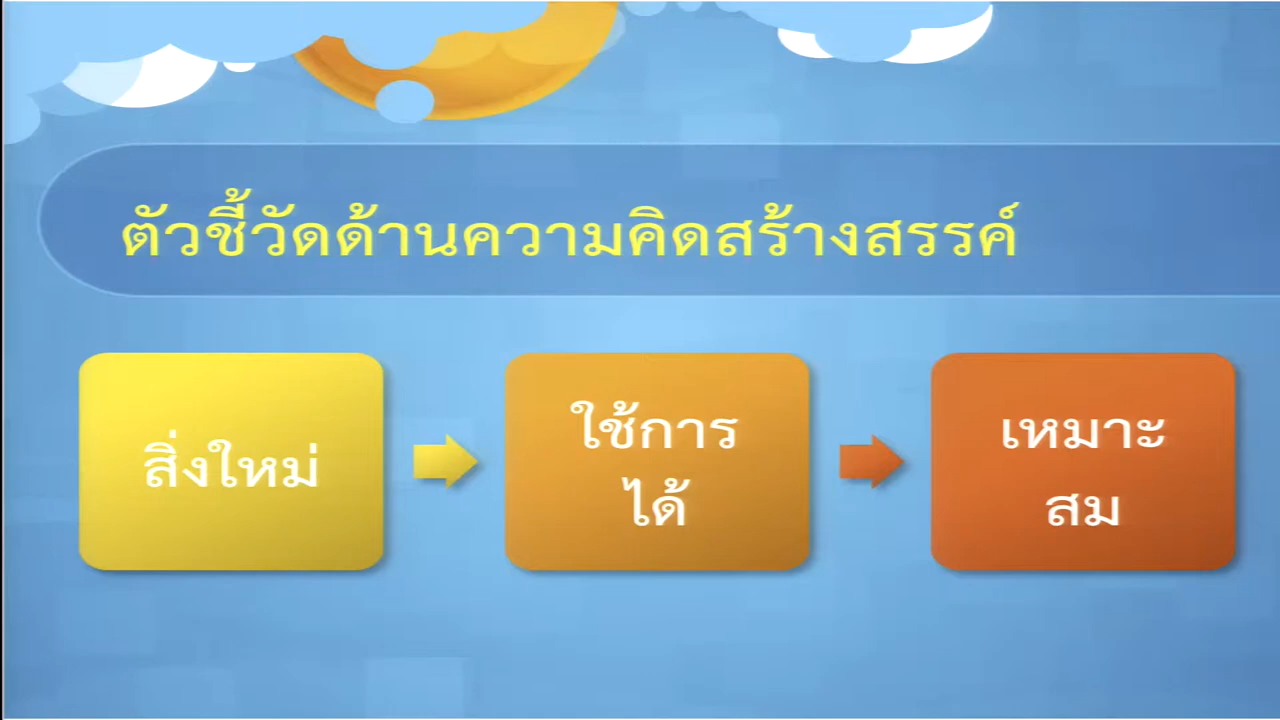 ตัวชี้วัดด้านความคิดสร้างสรรค์
สิ่งใหม่
ใช้การ
ได้
เหมาะ
สม